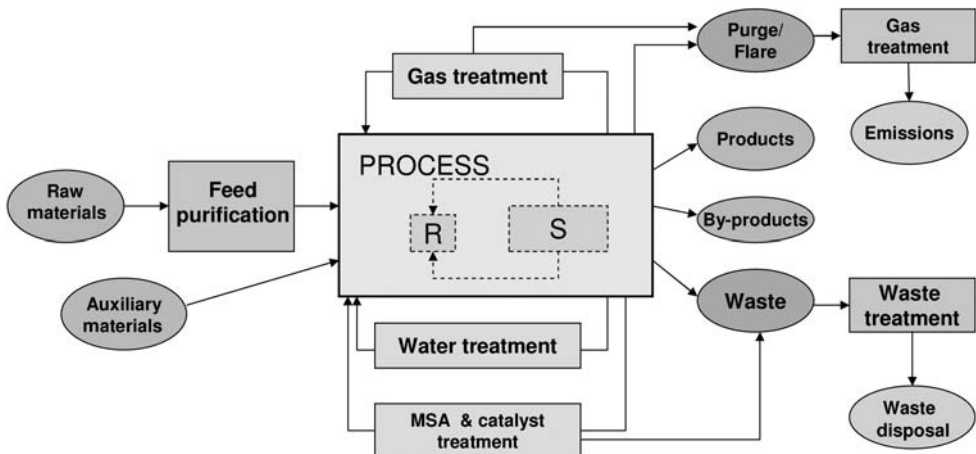 Purge/
Flare
Gas
treatment
Gas treatment
Emissions
Products
PROCESS
Raw
materials
Feed
purification
R
S
By-products
Auxiliary
materials
Waste
Waste
treatment
Water treatment
MSA & catalyst
treatment
Waste
disposal